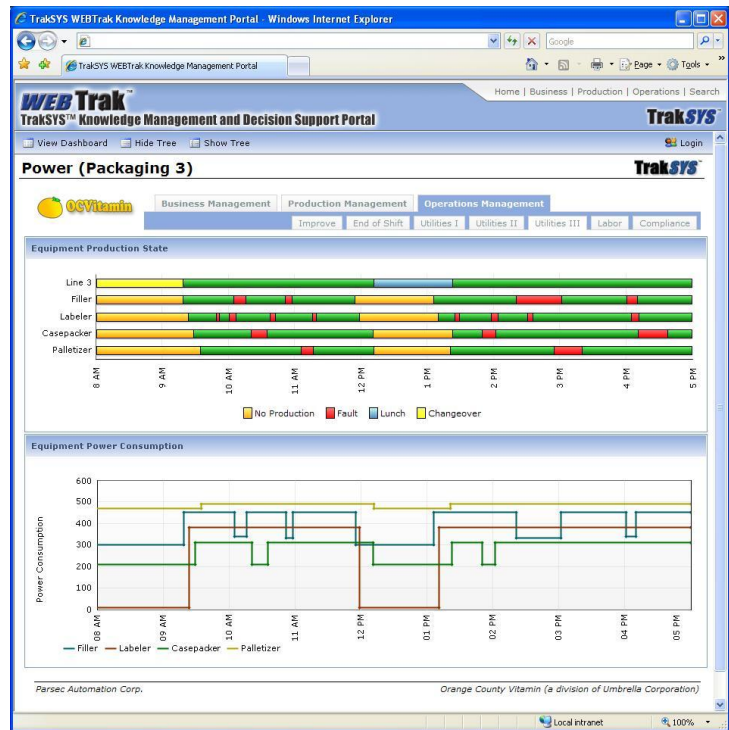 TrakSYS WEBTrak Knowledge Management Portal - Windows Internet Explorer
Google
TrakSYS WEBTrak Knowledge Management Portal
Page Tools
Home | Business | Production | Operations | Search
WEBTrak™
TrakSYS™ Knowledge Management and Decision Support Portal
TrakSYS™
View Dashboard Hide Tree Show Tree Login
Power (Packaging 3)
TrakSYS™
OCVitamin
Business Management Production Management Operations Management
Improve End of Shift Utilities I Utilities II Utilities III Labor Compliance
Equipment Production State
Line 3
Filler
Labeler
Casepacker
Palletizer
8 AM 9 AM 10 AM 11 AM 12 PM 1 PM 2 PM 3 PM 4 PM 5 PM
No Production Fault Lunch Changeover
Equipment Power Consumption
Power Consumption
600
500
400
300
200
100
0
08 AM 09 AM 10 AM 11 AM 12 PM 01 PM 02 PM 03 PM 04 PM 05 PM
Filler Labeler Casepacker Palletizer
Parsec Automation Corp. Orange County Vitamin (a division of Umbrella Corporation)
Local intranet 100%